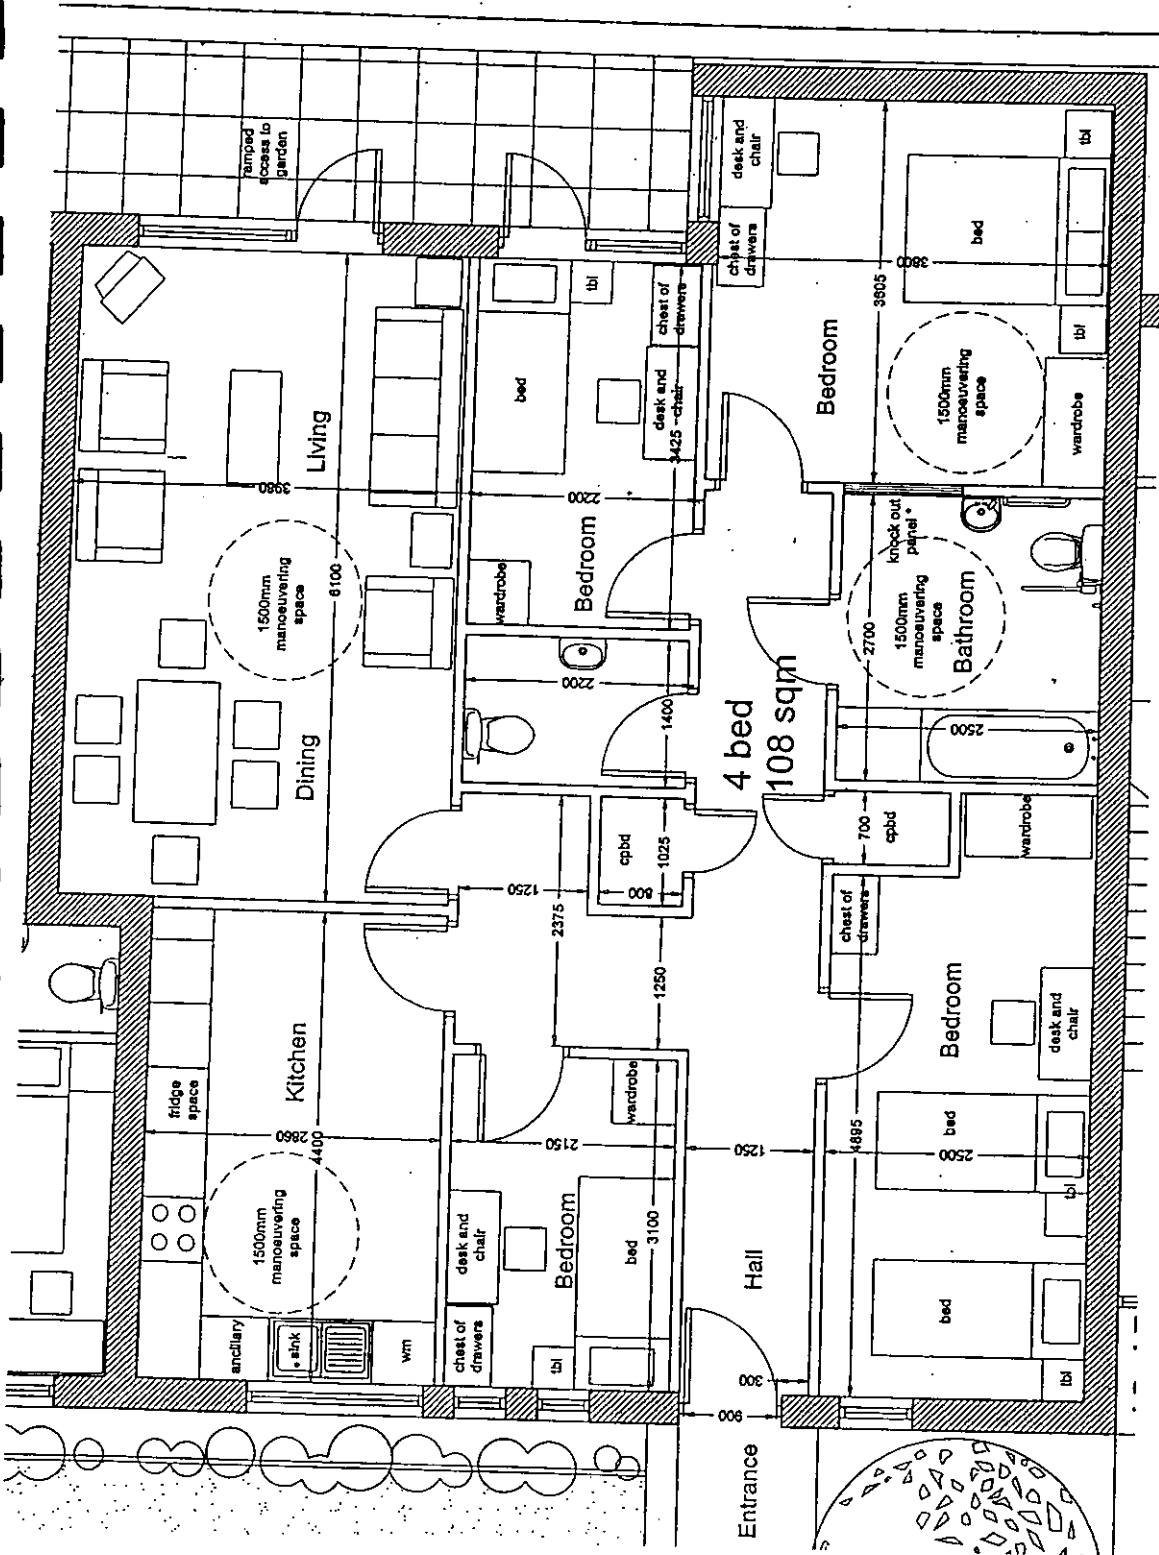 ramped
access to
garden
desk and
chair
tbl
chest of
drawers
bed
3800
3605
tbl
Bedroom
1500mm
manoeuvering
space
wardrobe
Living
3980
6100
1500mm
manoeuvering
space
Dining
bed
tbl
chest of
drawers
desk and
chair
3425
2200
Bedroom
wardrobe
2200
1400
4 bed
108 sqm
knock out
panel *
1500mm
manoeuvering
space
Bathroom
2700
2500
cpbd
1025
800
1250
2375
1250
700
cpbd
wardrobe
chest of
drawers
Bedroom
desk and
chair
bed
tbl
4895
2500
bed
tbl
Kitchen
fridge
space
2860
4400
1500mm
manoeuvering
space
ancillary
sink
wm
wardrobe
2150
desk and
chair
Bedroom
chest of
drawers
tbl
bed
3100
1250
Hall
300
900
Entrance